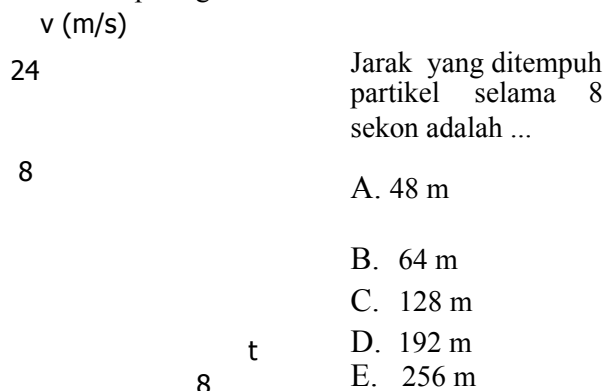 v (m/s)
24
8
t
8
Jarak yang ditempuh
partikel selama 8
sekon adalah ...
A. 48 m
B. 64 m
C. 128 m
D. 192 m
E. 256 m